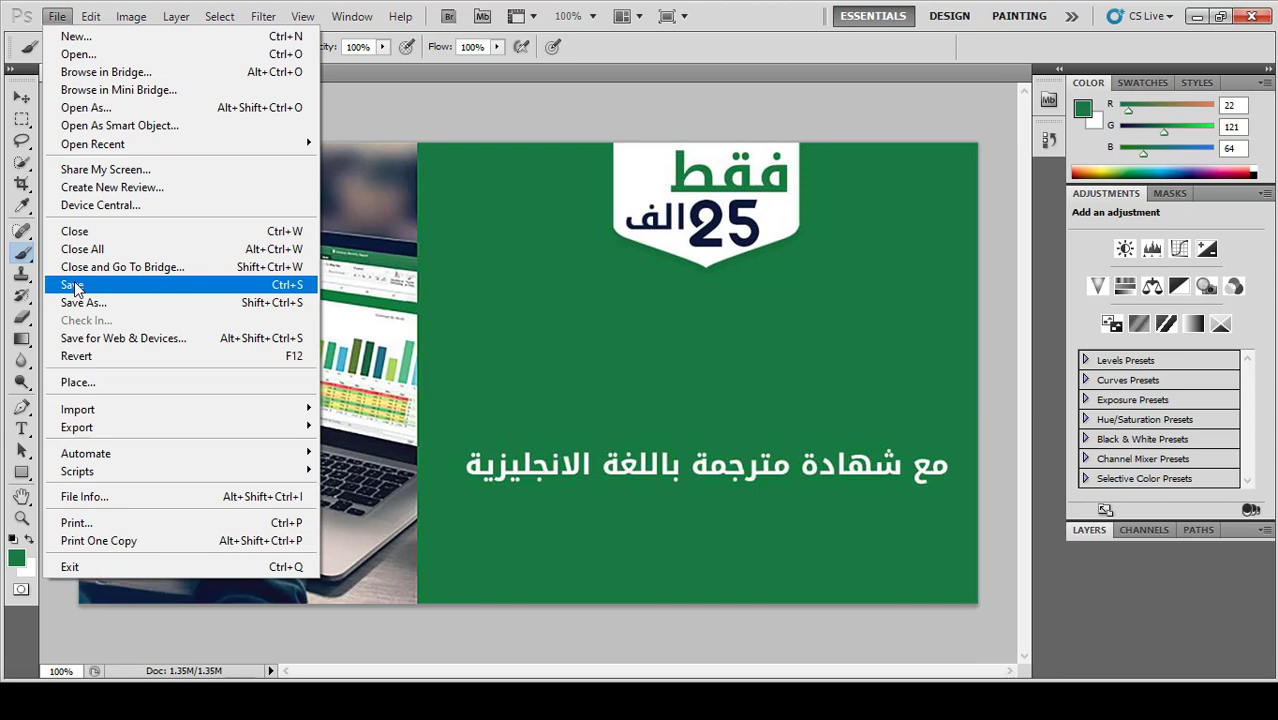 Ps File Edit Image Layer Select Filter View Window Help Br Mb 100% ESSENTIALS DESIGN PAINTING CS Live
100% Flow: 100%
New... Ctrl+N
Open... Ctrl+O
Browse in Bridge... Alt+Ctrl+O
Browse in Mini Bridge...
Open As... Alt+Shift+Ctrl+O
Open As Smart Object...
Open Recent
Share My Screen...
Create New Review...
Device Central...
Close Ctrl+W
Close All Alt+Ctrl+W
and Go To Bridge... Shift+Ctrl+W
Save Ctrl+S
Save As... Shift+Ctrl+S
Check In...
Save for Web & Devices... Alt+Shift+Ctrl+S
Revert F12
Place...
Import
Export
Automate
Scripts
File Info... Alt+Shift+Ctrl+I
Print... Ctrl+P
Print One Copy Alt+Shift+Ctrl+P
Exit Ctrl+Q
فقط
25 الف
مع شهادة مترجمة باللغة الانجليزية
COLOR SWATCHES STYLES
Mb
R 22
G 121
B 64
ADJUSTMENTS MASKS
Add an adjustment
Levels Presets
Curves Presets
Exposure Presets
Hue/Saturation Presets
Black & White Presets
Channel Mixer Presets
Selective Color Presets
LAYERS CHANNELS PATHS
100% Doc: 1.35M/1.35M